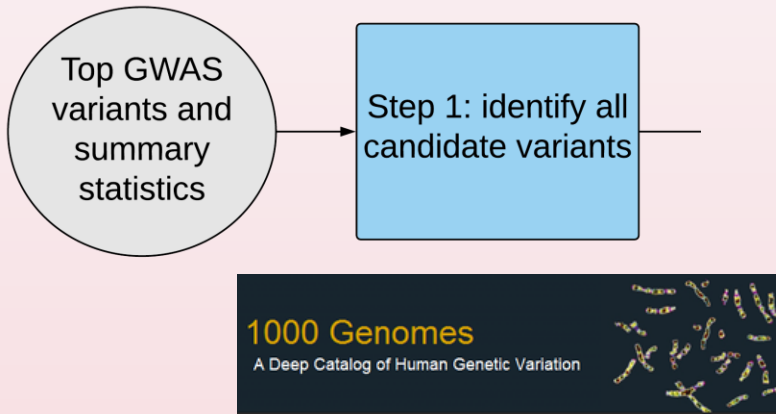 Top GWAS
variants and
summary
statistics
Step 1: identify all
candidate variants
1000 Genomes
A Deep Catalog of Human Genetic Variation